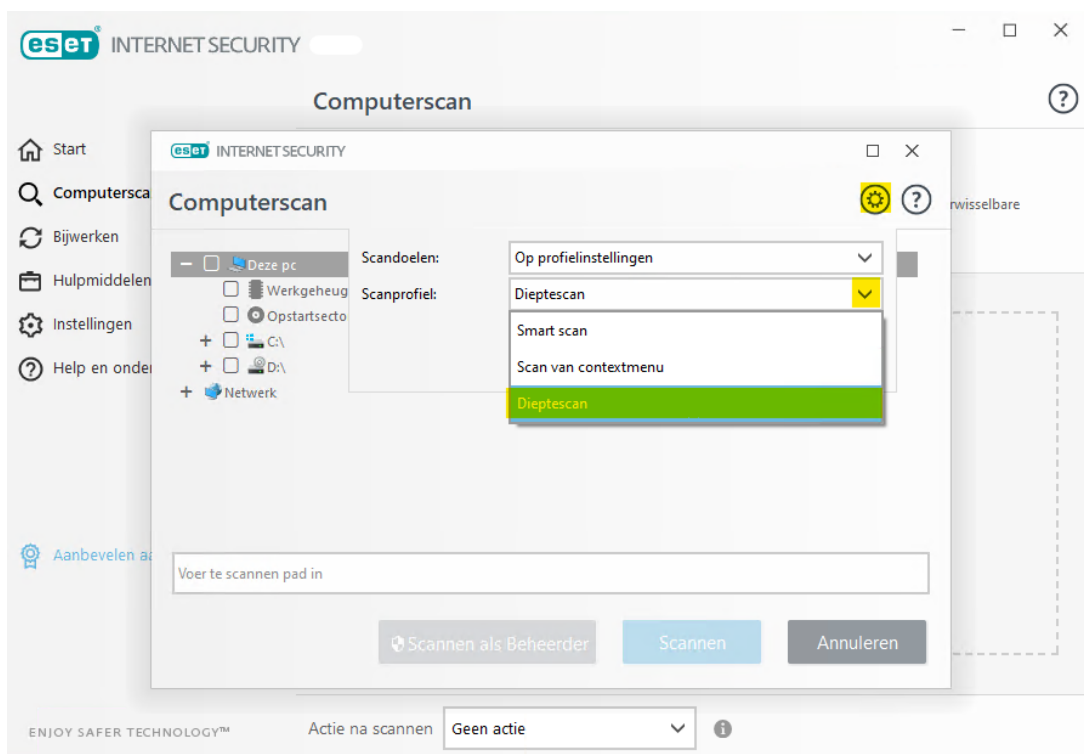 eset INTERNET SECURITY
Computerscan
Start
Computersca
Bijwerken
Hulpmiddelen
Instellingen
Help en onde
Aanbevelen aa
ENJOY SAFER TECHNOLOGY™
rwisselbare
eset INTERNET SECURITY
Computerscan
Deze pc
Werkgeheug
Opstartsecto
C:\
D:\
Netwerk
Scandoelen: Op profielinstellingen
Scanprofiel: Dieptescan
Smart scan
Scan van contextmenu
Dieptescan
Voer te scannen pad in
Scannen als Beheerder Scannen Annuleren
Actie na scannen Geen actie